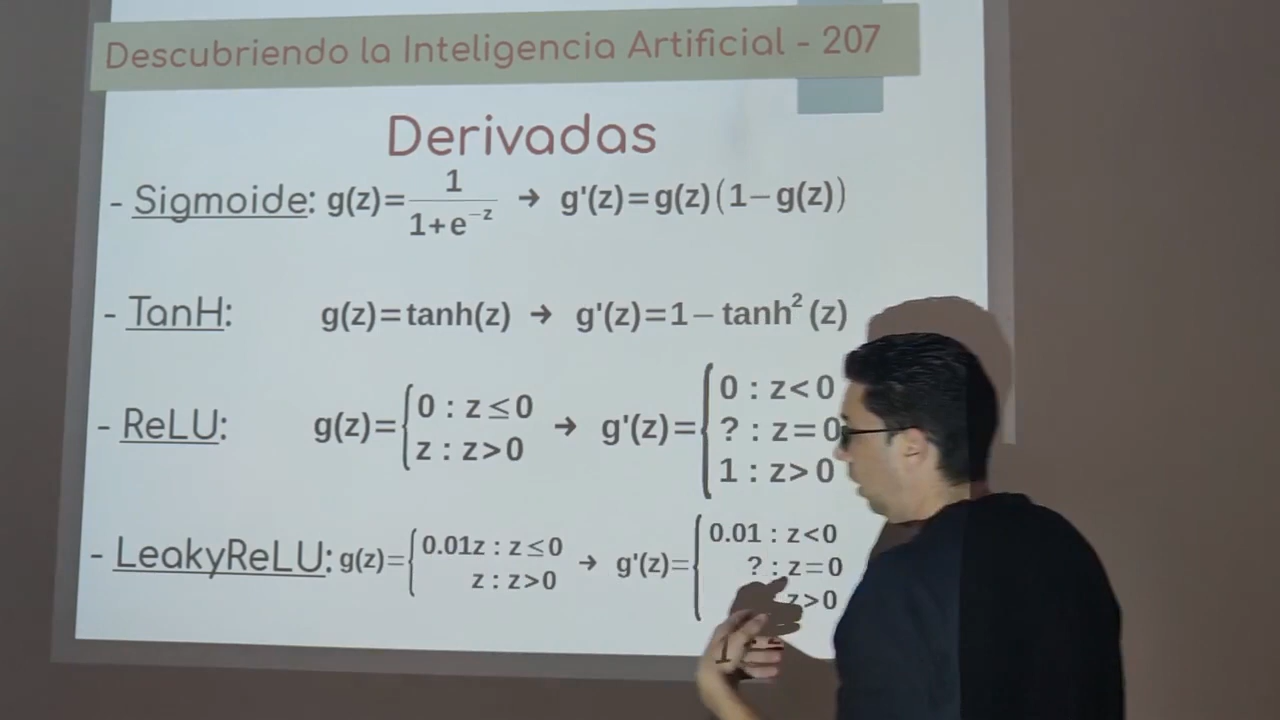 Descubriendo la Inteligencia Artificial - 207
Derivadas
- Sigmoide: g(z)=1/(1+e^−z) → g'(z)=g(z)(1−g(z))
- TanH: g(z)=tanh(z) → g'(z)=1−tanh²(z)
- ReLU: g(z)={0 : z≤0 → g'(z)={0 : z<0
z : z>0
? : z=0
1 : z>0
- LeakyReLU: g(z)={0.01z : z≤0 → g'(z)={0.01 : z<0
z : z>0
? : z=0
z>0